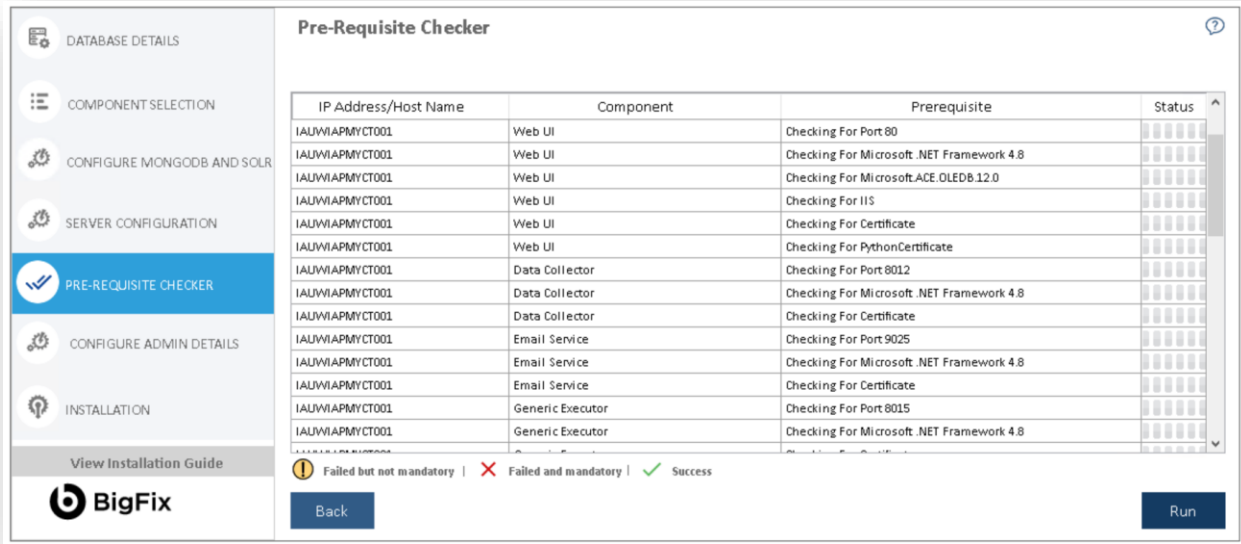 DATABASE DETAILS
COMPONENT SELECTION
CONFIGURE MONGODB AND SOLR
SERVER CONFIGURATION
PRE-REQUISITE CHECKER
CONFIGURE ADMIN DETAILS
INSTALLATION
View Installation Guide
BigFix
Pre-Requisite Checker
?
IP Address/Host Name Component Prerequisite Status
IAUWIAPMYCT001 Web UI Checking For Port 80
IAUWIAPMYCT001 Web UI Checking For Microsoft .NET Framework 4.8
IAUWIAPMYCT001 Web UI Checking For Microsoft.ACE.OLEDB.12.0
IAUWIAPMYCT001 Web UI Checking For IIS
IAUWIAPMYCT001 Web UI Checking For Certificate
IAUWIAPMYCT001 Web UI Checking For PythonCertificate
IAUWIAPMYCT001 Data Collector Checking For Port 8012
IAUWIAPMYCT001 Data Collector Checking For Microsoft .NET Framework 4.8
IAUWIAPMYCT001 Data Collector Checking For Certificate
IAUWIAPMYCT001 Email Service Checking For Port 9025
IAUWIAPMYCT001 Email Service Checking For Microsoft .NET Framework 4.8
IAUWIAPMYCT001 Email Service Checking For Certificate
IAUWIAPMYCT001 Generic Executor Checking For Port 8015
IAUWIAPMYCT001 Generic Executor Checking For Microsoft .NET Framework 4.8
Failed but not mandatory | Failed and mandatory | Success
Back Run